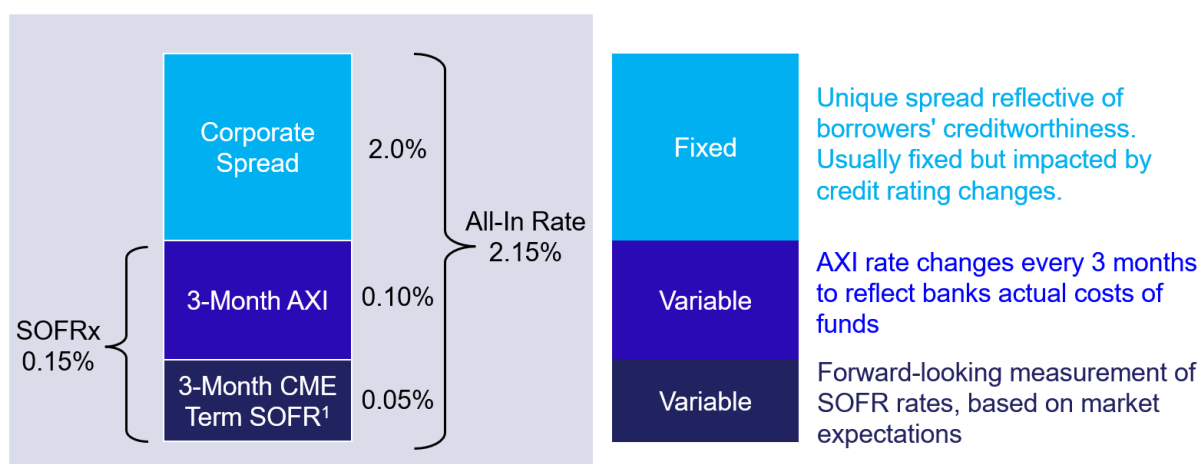 Corporate
Spread
2.0%
All-In Rate
2.15%
3-Month AXI
0.10%
SOFRx
0.15%
3-Month CME
Term SOFR¹
0.05%
Fixed
Unique spread reflective of
borrowers' creditworthiness.
Usually fixed but impacted by
credit rating changes.
Variable
AXI rate changes every 3 months
to reflect banks actual costs of
funds
Variable
Forward-looking measurement of
SOFR rates, based on market
expectations